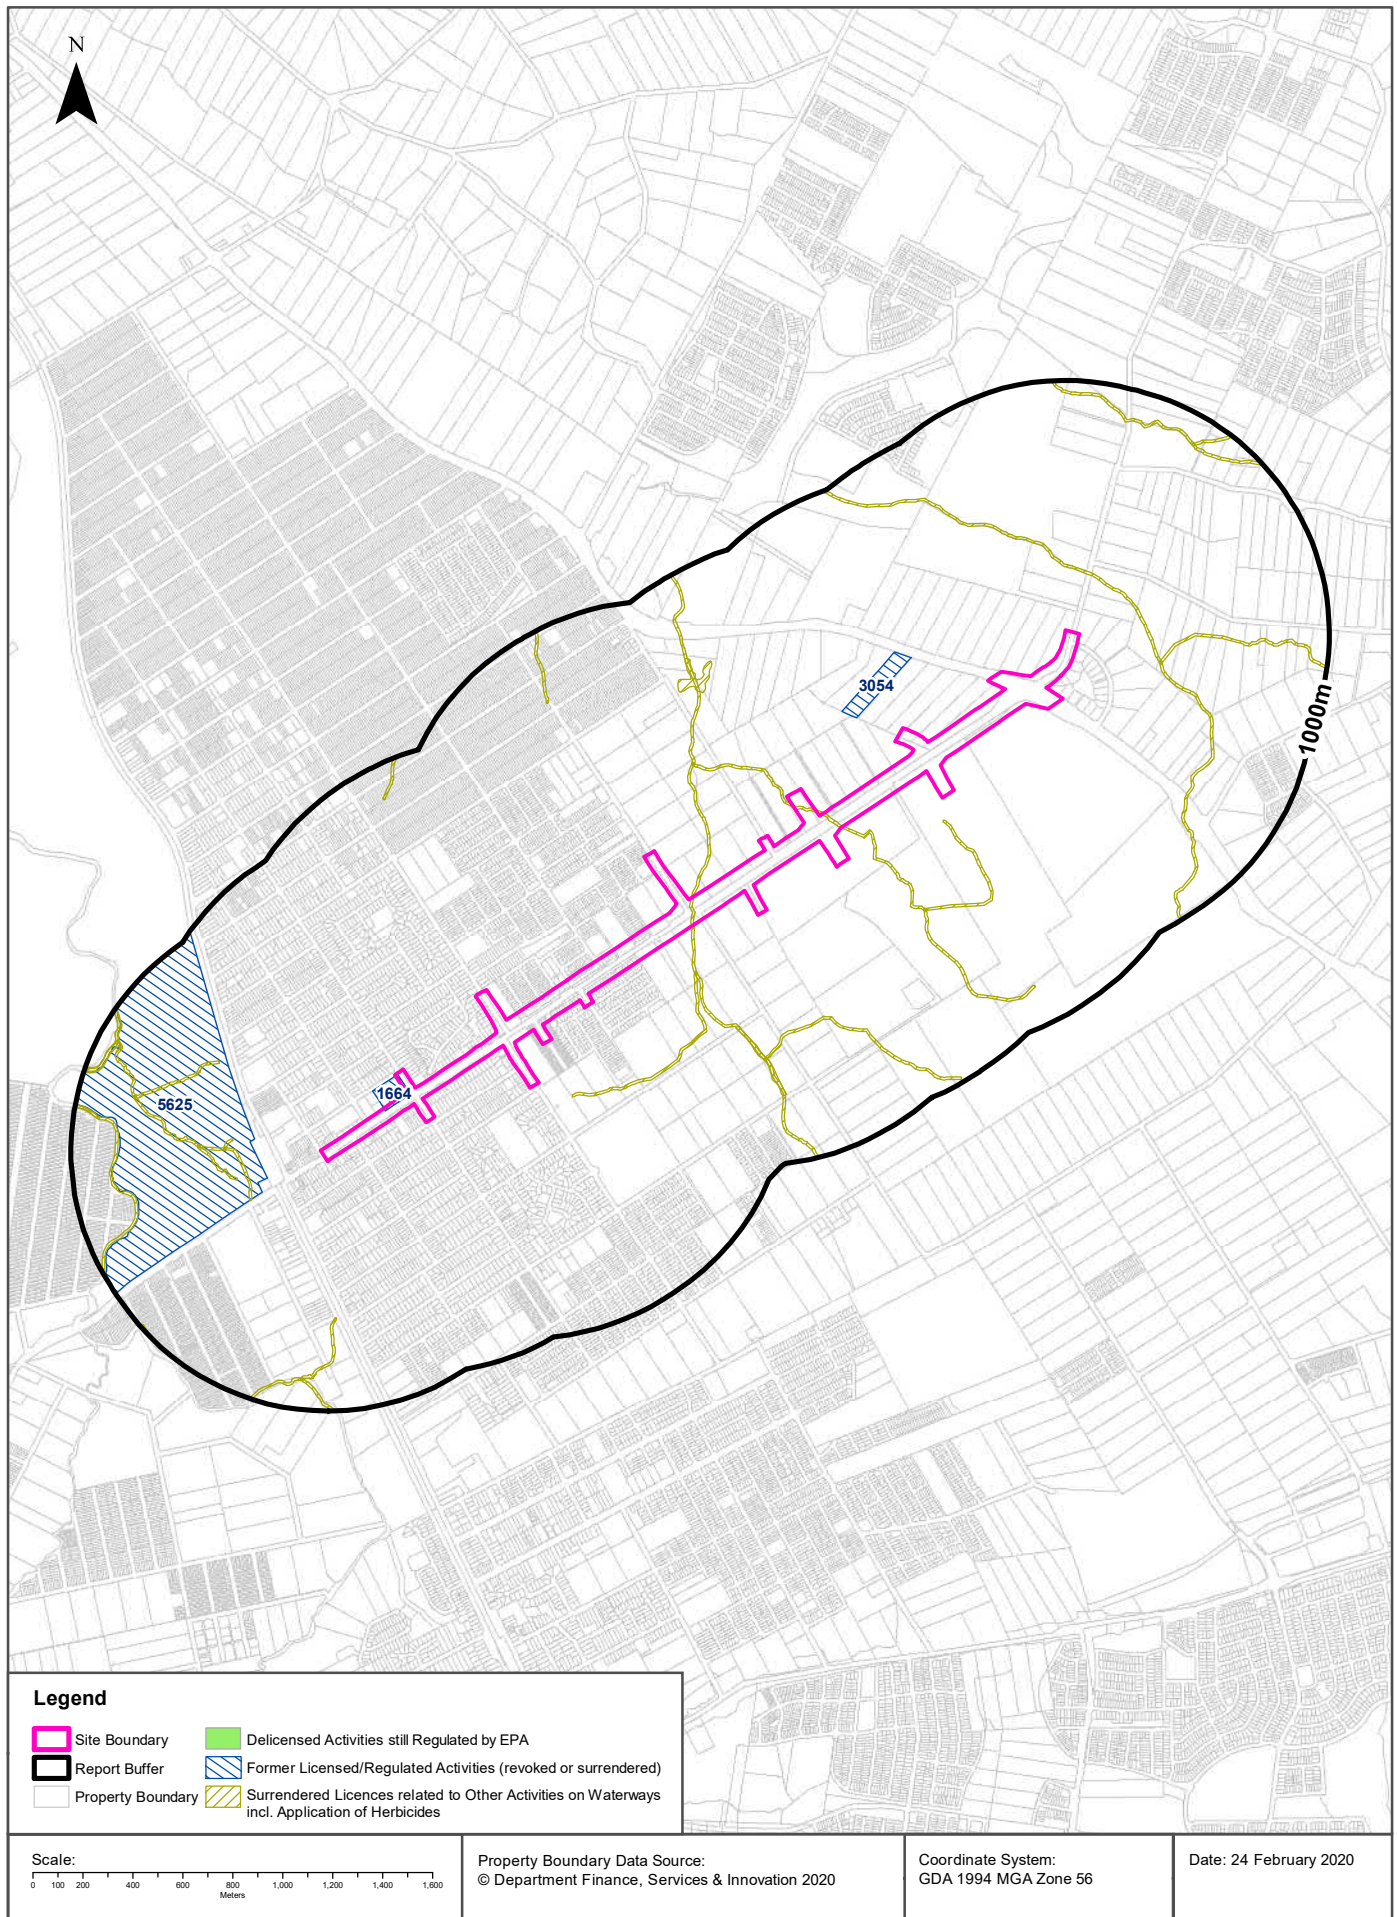 N
3054
1000m
1664
5625
Legend
Site Boundary
Report Buffer
Property Boundary
Delicensed Activities still Regulated by EPA
Former Licensed/Regulated Activities (revoked or surrendered)
Surrendered Licences related to Other Activities on Waterways
incl. Application of Herbicides
Scale:
0 100 200 400 600 800 1,000 1,200 1,400 1,600
Meters
Property Boundary Data Source:
© Department Finance, Services & Innovation 2020
Coordinate System:
GDA 1994 MGA Zone 56
Date: 24 February 2020